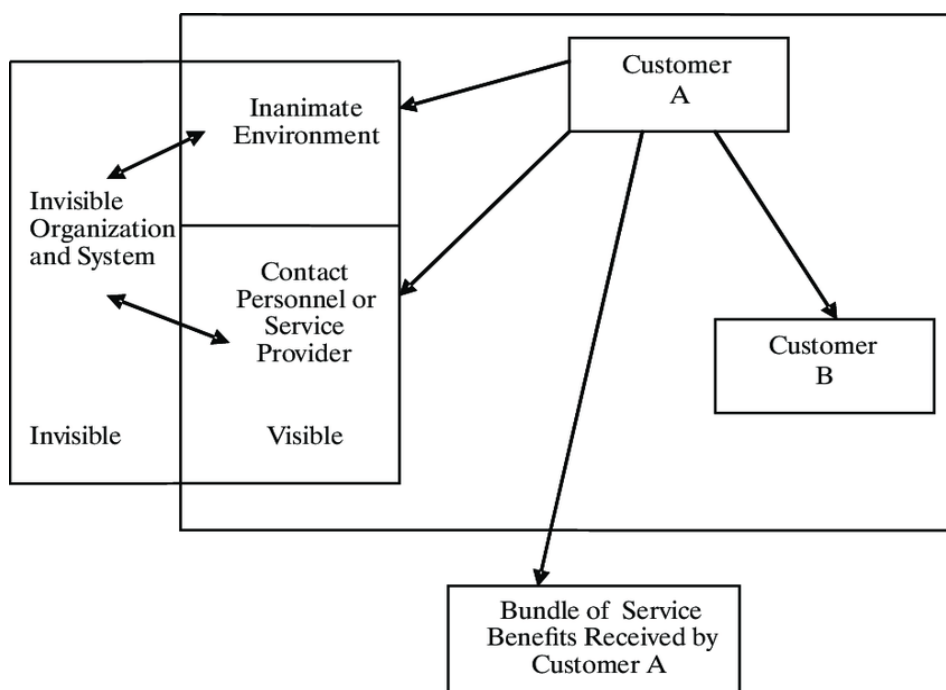 Customer
A
Inanimate
Environment
Invisible
Organization
and System
Contact
Personnel or
Service
Provider
Customer
B
Invisible
Visible
Bundle of Service
Benefits Received by
Customer A